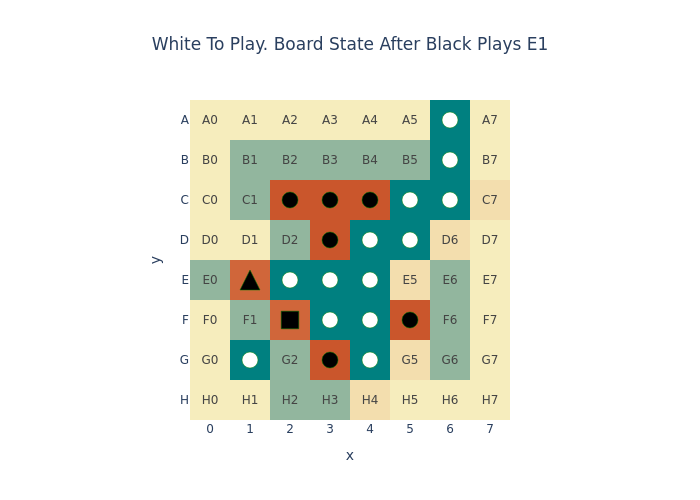 White To Play. Board State After Black Plays E1
A A0 A1 A2 A3 A4 A5 A7
B B0 B1 B2 B3 B4 B5 B7
C C0 C1 C7
D D0 D1 D2 D6 D7
y
E E0 E5 E6 E7
F F0 F1 F6 F7
G G0 G2 G5 G6 G7
H H0 H1 H2 H3 H4 H5 H6 H7
0 1 2 3 4 5 6 7
x